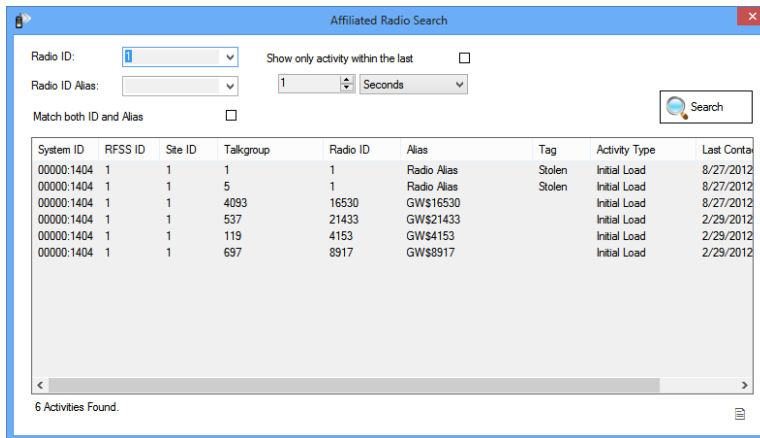 Affiliated Radio Search
Radio ID: 1 Show only activity within the last
Radio ID Alias: 1 Seconds
Match both ID and Alias Search
System ID RFSS ID Site ID Talkgroup Radio ID Alias Tag Activity Type Last Conta
00000:1404 1 1 1 1 Radio Alias Stolen Initial Load 8/27/2012
00000:1404 1 1 5 1 Radio Alias Stolen Initial Load 8/27/2012
00000:1404 1 1 4093 16530 GW$16530 Initial Load 8/27/2012
00000:1404 1 1 537 21433 GW$21433 Initial Load 2/29/2012
00000:1404 1 1 119 4153 GW$4153 Initial Load 2/29/2012
00000:1404 1 1 697 8917 GW$8917 Initial Load 2/29/2012
6 Activities Found.